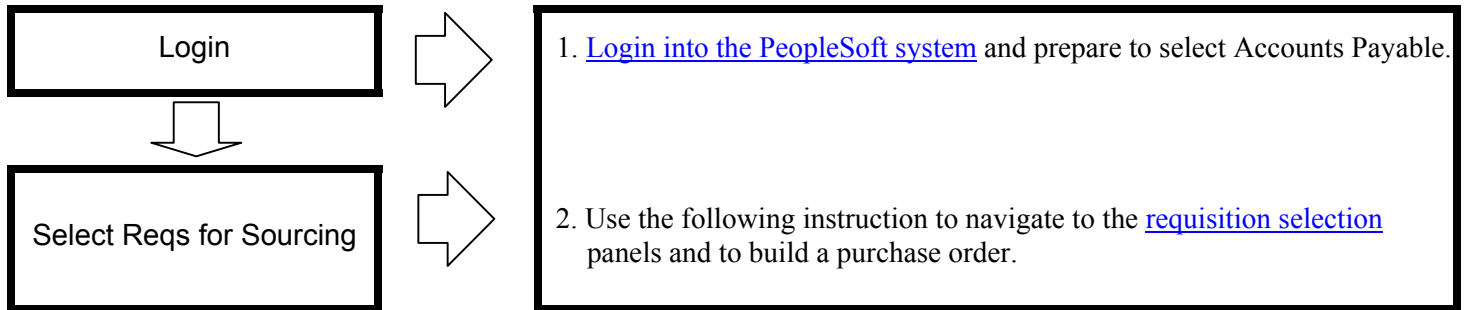 Login
1. Login into the PeopleSoft system and prepare to select Accounts Payable.
Select Reqs for Sourcing
2. Use the following instruction to navigate to the requisition selection
panels and to build a purchase order.